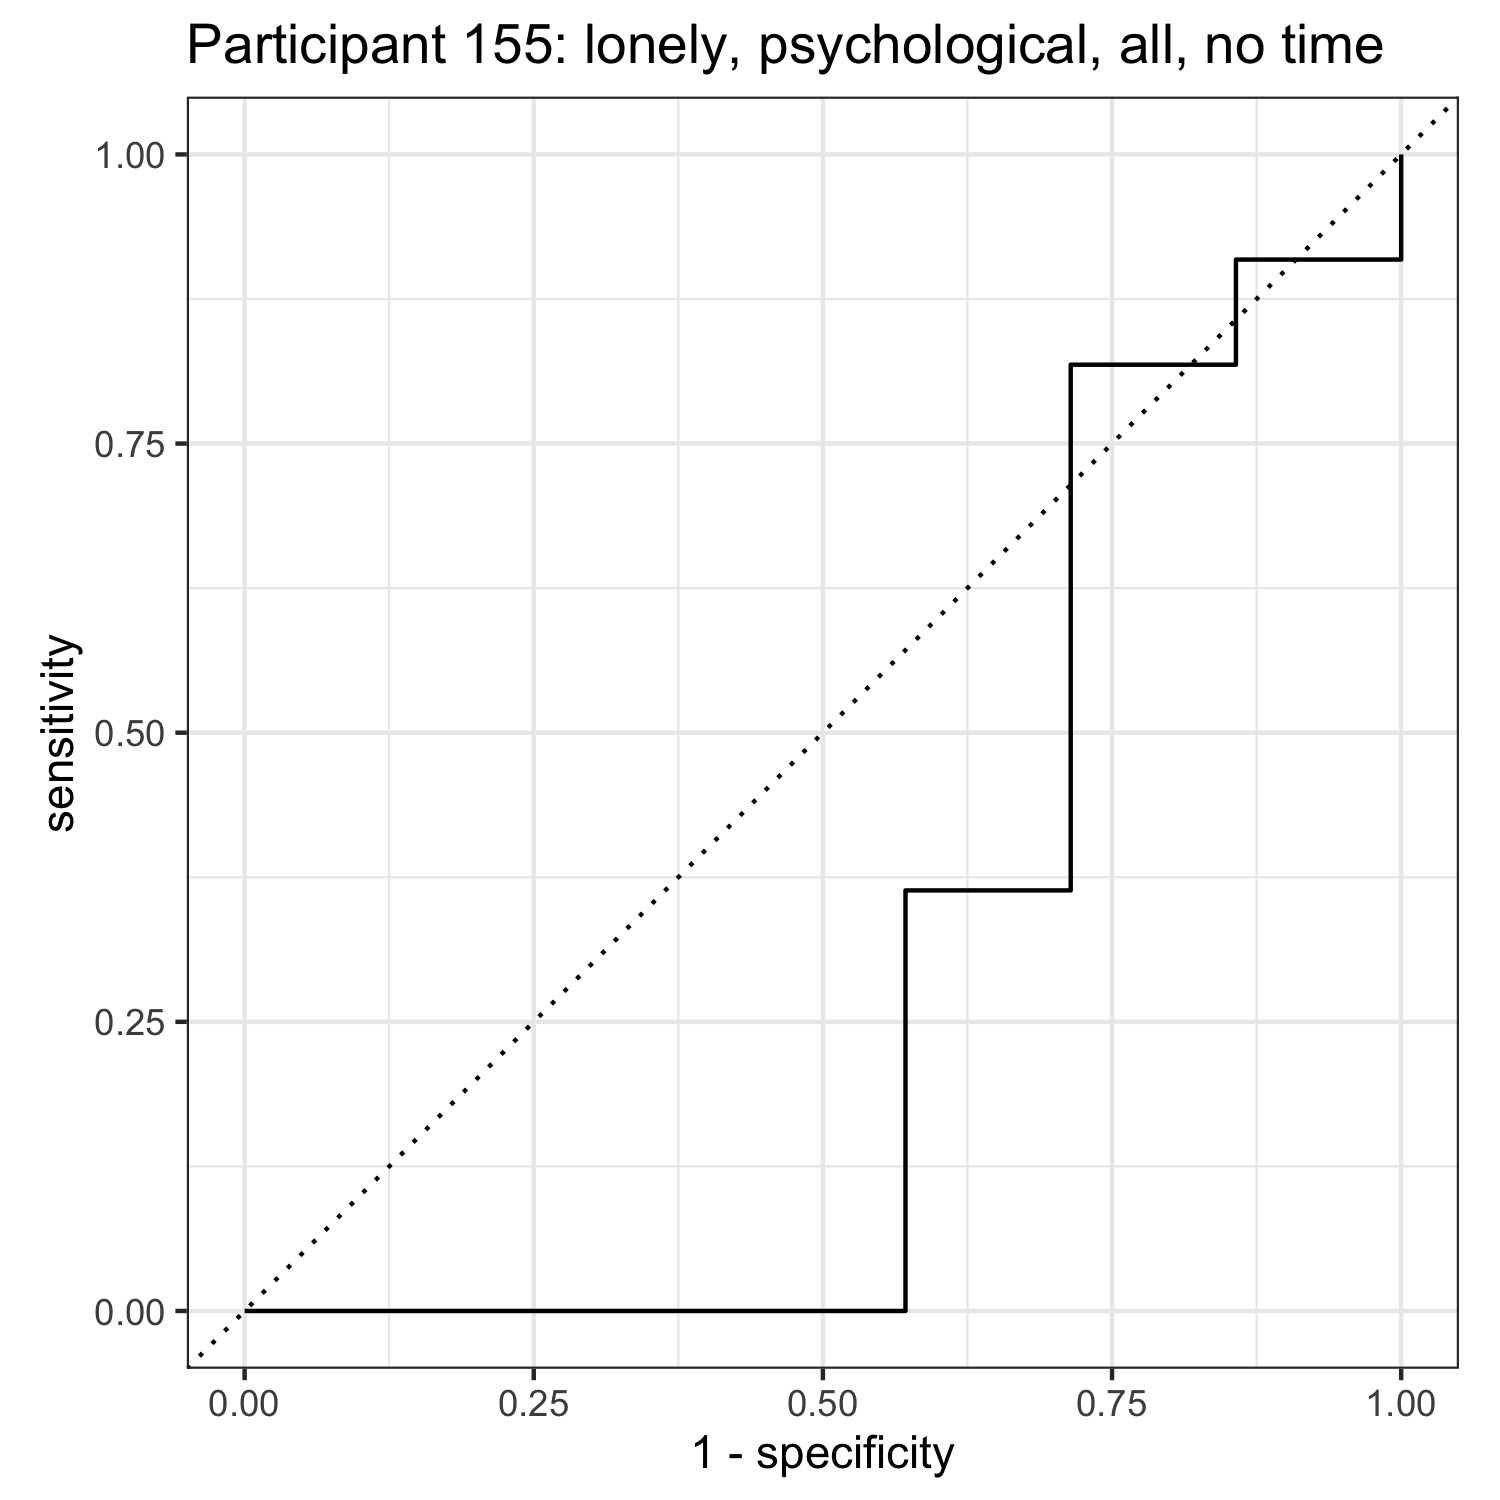 Participant 155: lonely, psychological, all, no time
sensitivity
1.00
0.75
0.50
0.25
0.00
0.00 0.25 0.50 0.75 1.00
1 - specificity